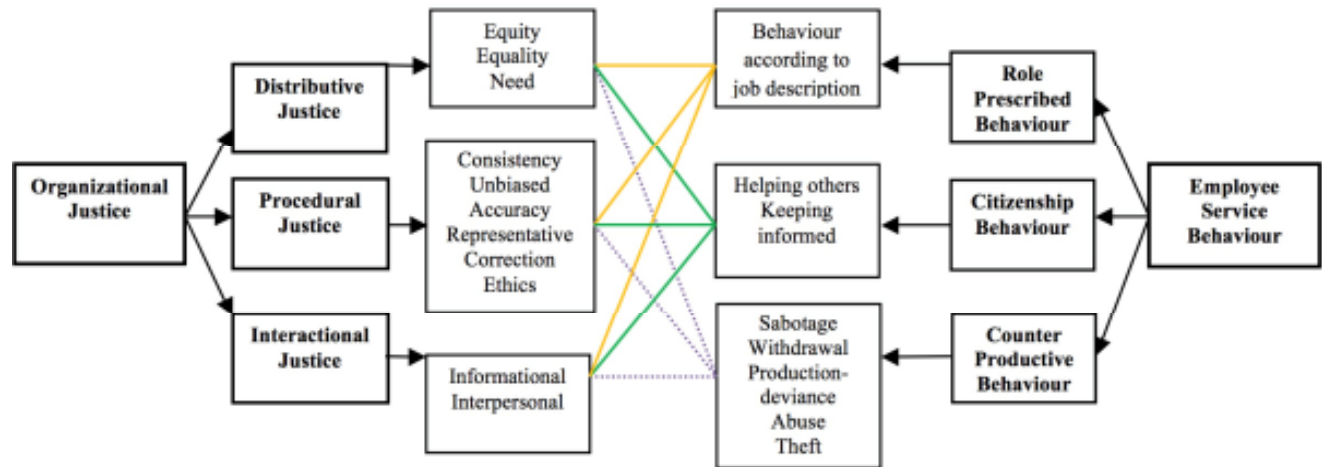 Organizational
Justice
Distributive
Justice
Procedural
Justice
Interactional
Justice
Equity
Equality
Need
Consistency
Unbiased
Accuracy
Representative
Correction
Ethics
Informational
Interpersonal
Behaviour
according to
job description
Helping others
Keeping
informed
Sabotage
Withdrawal
Production-
deviance
Abuse
Theft
Role
Prescribed
Behaviour
Citizenship
Behaviour
Counter
Productive
Behaviour
Employee
Service
Behaviour